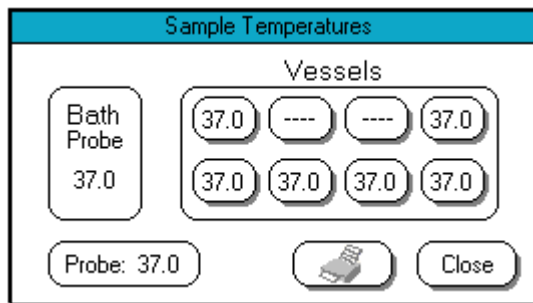 Sample Temperatures
Vessels
Bath
Probe
37.0
37.0 ---- ---- 37.0
37.0 37.0 37.0 37.0
Probe: 37.0
Close